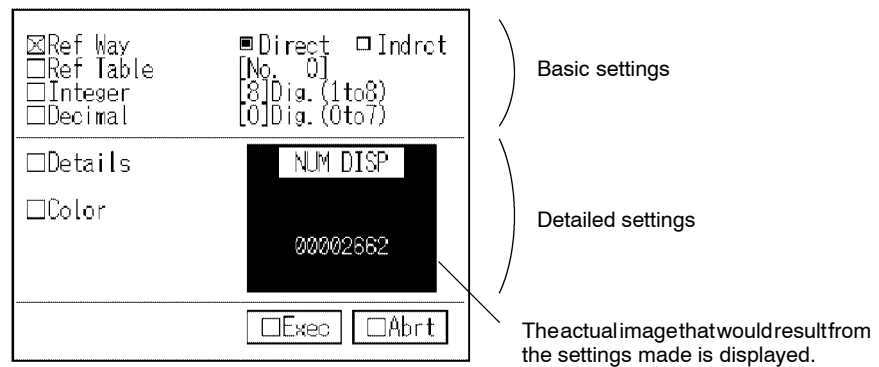 Ref Way Direct Indrct
Ref Table [No. 0]
Integer [8]Dig.(1to8)
Decimal [0]Dig.(0to7)
Basic settings
Details NUM DISP
Color
00002662
Detailed settings
Exec Abrt
Theactualimagethatwouldresultfrom
the settings made is displayed.